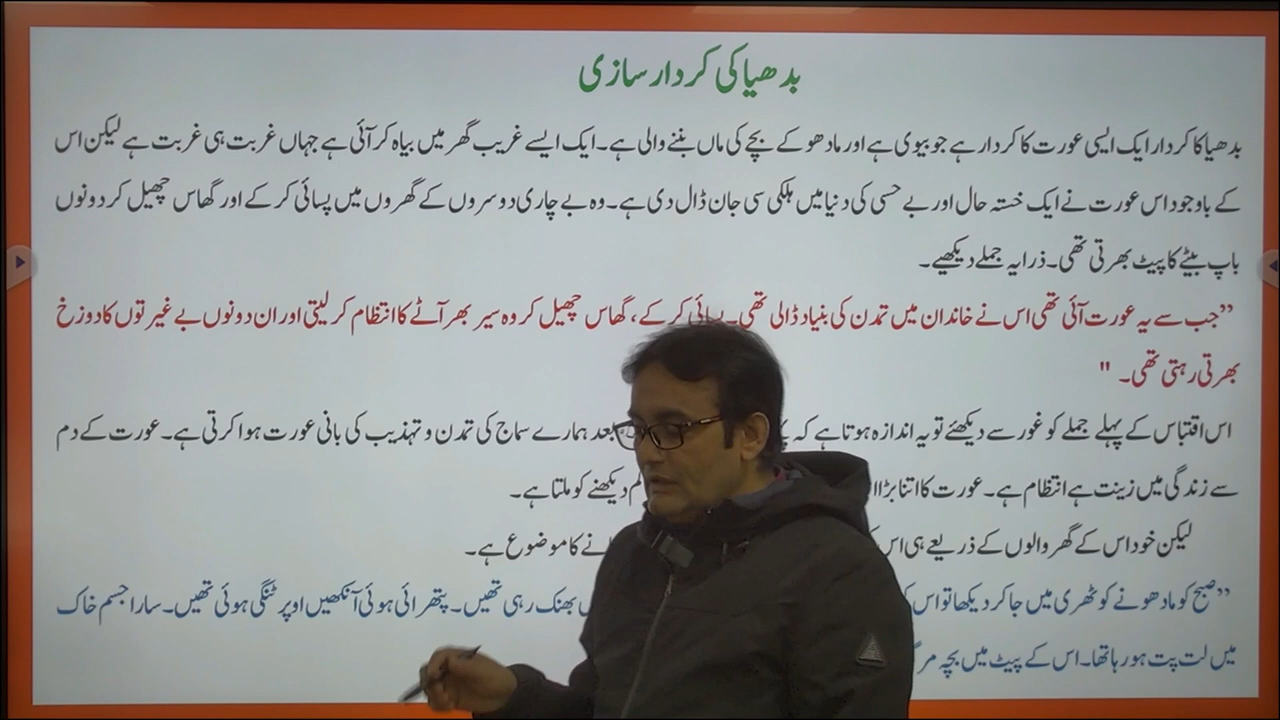 بدھیا کی کردار سازی
بدھیا کا کردار ایک ایسی عورت کا کردار ہے جو بیوی ہے اور مادھو کے بچے کی ماں بننے والی ہے۔ ایک ایسے غریب گھر میں بیاہ کر آئی ہے جہاں غربت ہی غربت ہے لیکن اس
کے باوجود اس عورت نے ایک خستہ حال اور بے حسی کی دنیا میں ہلکی سی جان ڈال دی ہے۔ وہ بے چاری دوسروں کے گھروں میں پسائی کر کے اور گھاس چھیل کر دونوں
باپ بیٹے کا پیٹ بھرتی تھی۔ ذرا یہ جملے دیکھیے۔
”جب سے یہ عورت آئی تھی اس نے خاندان میں تمدن کی بنیاد ڈالی تھی۔ پسائی کر کے، گھاس چھیل کر وہ سیر بھر آٹے کا انتظام کر لیتی اور ان دونوں بے غیرتوں کا دوزخ
بھرتی رہتی تھی۔ "
اس اقتباس کے پہلے جملے کو غور سے دیکھئے تو یہ اندازہ ہوتا ہے کہ بعد ہمارے سماج کی تمدن و تہذیب کی بانی عورت ہوا کرتی ہے۔ عورت کے دم
سے زندگی میں زینت ہے انتظام ہے۔ عورت کا اتنا بڑا دیکھنے کو ملتا ہے۔
لیکن خود اس کے گھر والوں کے ذریعے ہی اس کا موضوع ہے۔
”صبح کو مادھو نے کوٹھری میں جا کر دیکھا تو اس بھنک رہی تھیں۔ پتھرائی ہوئی آنکھیں اوپر ٹنگی ہوئی تھیں۔ سارا جسم خاک
میں لت پت ہو رہا تھا۔ اس کے پیٹ میں بچہ